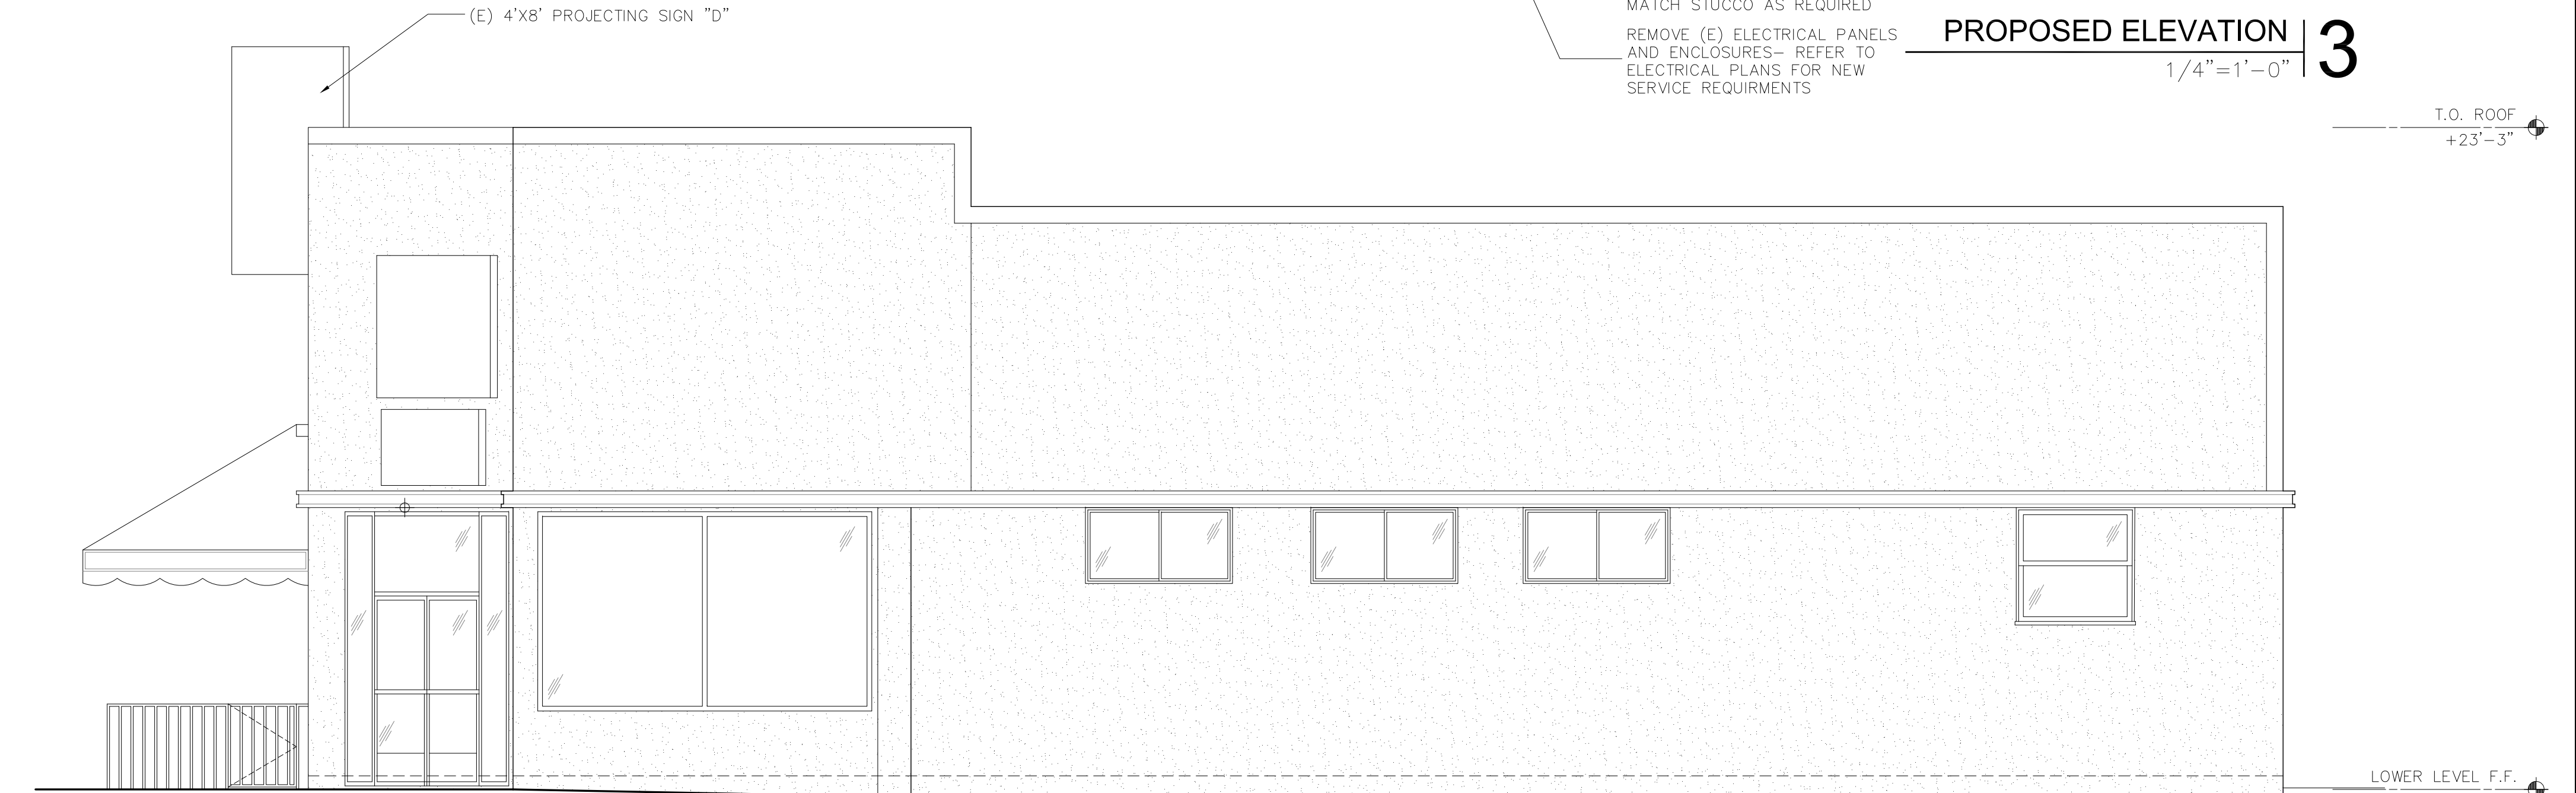 (E) 4'X8' PROJECTING SIGN "D"
MATCH STUCCO AS REQUIRED
REMOVE (E) ELECTRICAL PANELS
AND ENCLOSURES– REFER TO
ELECTRICAL PLANS FOR NEW
SERVICE REQUIRMENTS
PROPOSED ELEVATION
1/4"=1'–0"
3
T.O. ROOF
+23'–3"
LOWER LEVEL F.F.